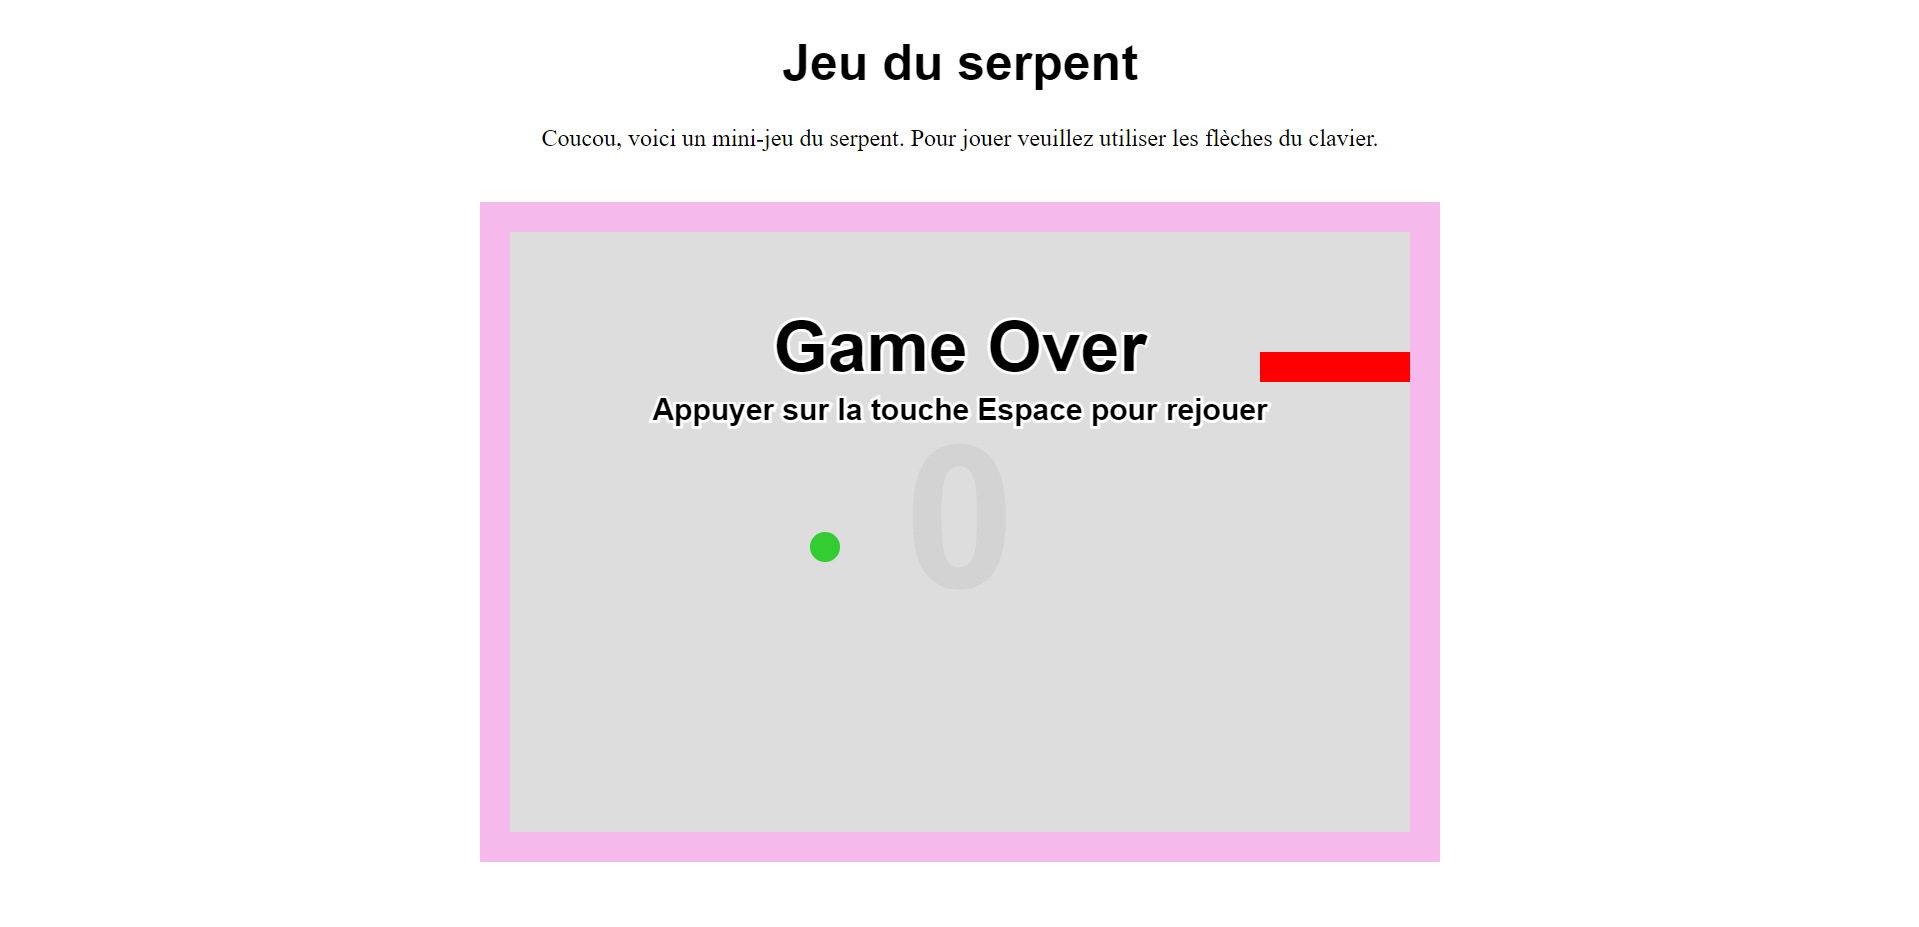 Jeu du serpent
Coucou, voici un mini-jeu du serpent. Pour jouer veuillez utiliser les flèches du clavier.
Game Over
Appuyer sur la touche Espace pour rejouer
0